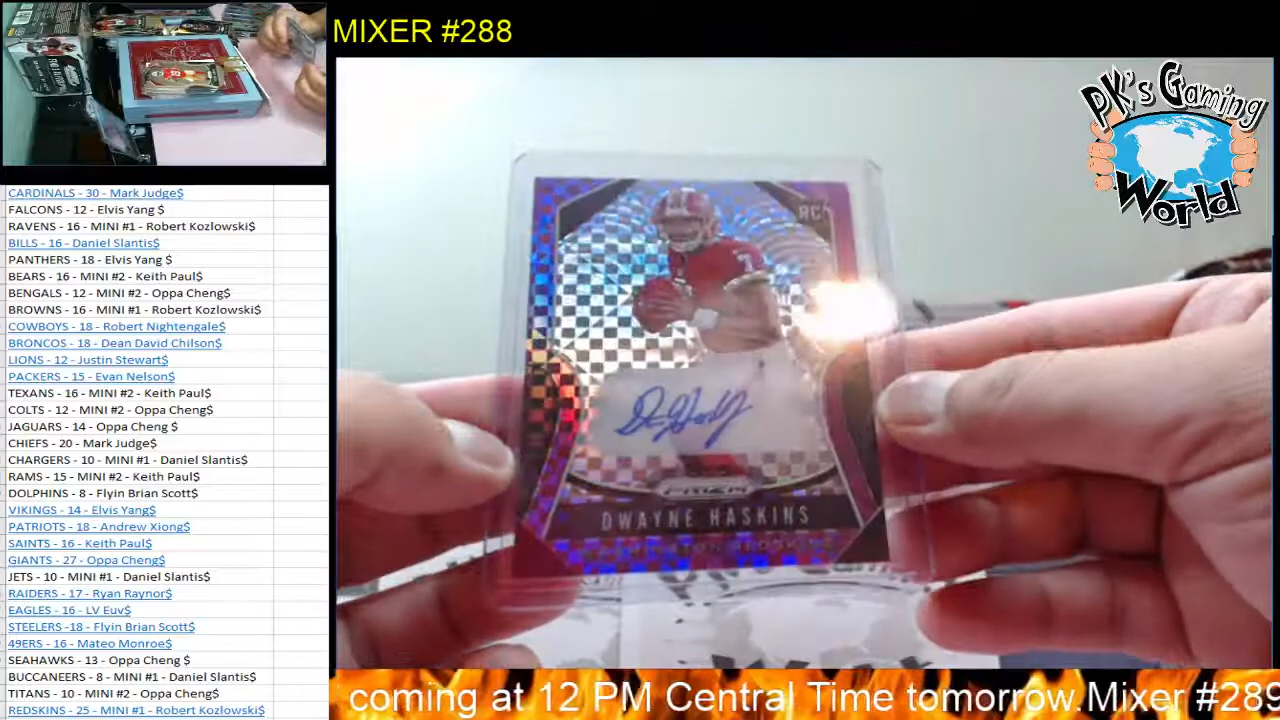 MIXER #288
PK's Gaming World
CARDINALS - 30 - Mark Judge$
FALCONS - 12 - Elvis Yang $
RAVENS - 16 - MINI #1 - Robert Kozlowski$
BILLS - 16 - Daniel Slantis$
PANTHERS - 18 - Elvis Yang $
BEARS - 16 - MINI #2 - Keith Paul$
BENGALS - 12 - MINI #2 - Oppa Cheng$
BROWNS - 16 - MINI #1 - Robert Kozlowski$
COWBOYS - 18 - Robert Nightengale$
BRONCOS - 18 - Dean David Chilson$
LIONS - 12 - Justin Stewart$
PACKERS - 15 - Evan Nelson$
TEXANS - 16 - MINI #2 - Keith Paul$
COLTS - 12 - MINI #2 - Oppa Cheng$
JAGUARS - 14 - Oppa Cheng $
CHIEFS - 20 - Mark Judge$
CHARGERS - 10 - MINI #1 - Daniel Slantis$
RAMS - 15 - MINI #2 - Keith Paul$
DOLPHINS - 8 - Flyin Brian Scott$
VIKINGS - 14 - Elvis Yang$
PATRIOTS - 18 - Andrew Xiong$
SAINTS - 16 - Keith Paul$
GIANTS - 27 - Oppa Cheng$
JETS - 10 - MINI #1 - Daniel Slantis$
RAIDERS - 17 - Ryan Raynor$
EAGLES - 16 - LV Euv$
STEELERS -18 - Flyin Brian Scott$
49ERS - 16 - Mateo Monroe$
SEAHAWKS - 13 - Oppa Cheng $
BUCCANEERS - 8 - MINI #1 - Daniel Slantis$
TITANS - 10 - MINI #2 - Oppa Cheng$
REDSKINS - 25 - MINI #1 - Robert Kozlowski$
RC
PRIZM
DWAYNE HASKINS
coming at 12 PM Central Time tomorrow.Mixer #289